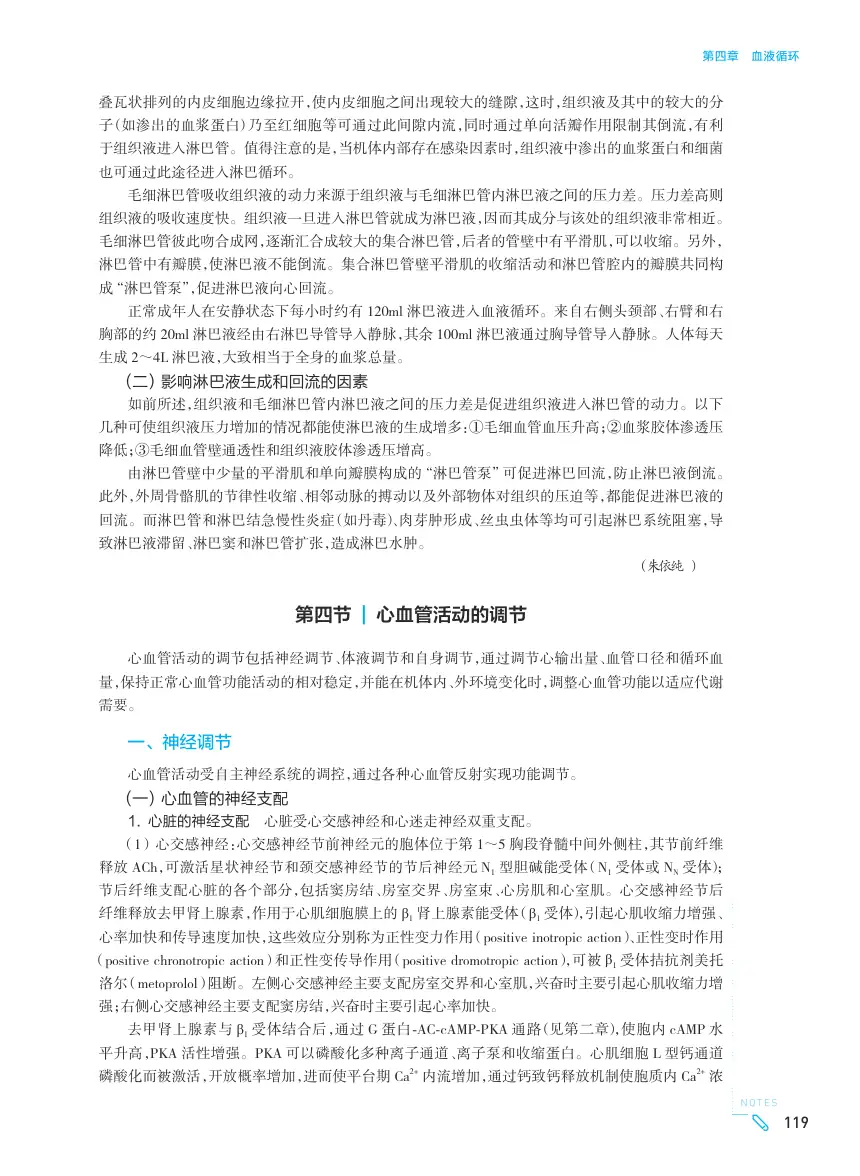 第四章 血液循环
叠瓦状排列的内皮细胞边缘拉开,使内皮细胞之间出现较大的缝隙,这时,组织液及其中的较大的分
子(如渗出的血浆蛋白)乃至红细胞等可通过此间隙内流,同时通过单向活瓣作用限制其倒流,有利
于组织液进入淋巴管。值得注意的是,当机体内部存在感染因素时,组织液中渗出的血浆蛋白和细菌
也可通过此途径进入淋巴循环。
毛细淋巴管吸收组织液的动力来源于组织液与毛细淋巴管内淋巴液之间的压力差。压力差高则
组织液的吸收速度快。组织液一旦进入淋巴管就成为淋巴液,因而其成分与该处的组织液非常相近。
毛细淋巴管彼此吻合成网,逐渐汇合成较大的集合淋巴管,后者的管壁中有平滑肌,可以收缩。另外,
淋巴管中有瓣膜,使淋巴液不能倒流。集合淋巴管壁平滑肌的收缩活动和淋巴管腔内的瓣膜共同构
成“淋巴管泵”,促进淋巴液向心回流。
正常成年人在安静状态下每小时约有 120ml 淋巴液进入血液循环。来自右侧头颈部、右臂和右
胸部的约 20ml 淋巴液经由右淋巴导管导入静脉,其余 100ml 淋巴液通过胸导管导入静脉。人体每天
生成 2～4L 淋巴液,大致相当于全身的血浆总量。
(二)影响淋巴液生成和回流的因素
如前所述,组织液和毛细淋巴管内淋巴液之间的压力差是促进组织液进入淋巴管的动力。以下
几种可使组织液压力增加的情况都能使淋巴液的生成增多:①毛细血管血压升高;②血浆胶体渗透压
降低;③毛细血管壁通透性和组织液胶体渗透压增高。
由淋巴管壁中少量的平滑肌和单向瓣膜构成的“淋巴管泵”可促进淋巴回流,防止淋巴液倒流。
此外,外周骨骼肌的节律性收缩、相邻动脉的搏动以及外部物体对组织的压迫等,都能促进淋巴液的
回流。而淋巴管和淋巴结急慢性炎症(如丹毒)、肉芽肿形成、丝虫虫体等均可引起淋巴系统阻塞,导
致淋巴液滞留、淋巴窦和淋巴管扩张,造成淋巴水肿。
(朱依纯 )
第四节 | 心血管活动的调节
心血管活动的调节包括神经调节、体液调节和自身调节,通过调节心输出量、血管口径和循环血
量,保持正常心血管功能活动的相对稳定,并能在机体内、外环境变化时,调整心血管功能以适应代谢
需要。
一、神经调节
心血管活动受自主神经系统的调控,通过各种心血管反射实现功能调节。
(一)心血管的神经支配
1. 心脏的神经支配 心脏受心交感神经和心迷走神经双重支配。
(1)心交感神经:心交感神经节前神经元的胞体位于第 1～5 胸段脊髓中间外侧柱,其节前纤维
释放 ACh,可激活星状神经节和颈交感神经节的节后神经元 N₁ 型胆碱能受体(N₁ 受体或 N_N 受体);
节后纤维支配心脏的各个部分,包括窦房结、房室交界、房室束、心房肌和心室肌。心交感神经节后
纤维释放去甲肾上腺素,作用于心肌细胞膜上的 β₁ 肾上腺素能受体(β₁ 受体),引起心肌收缩力增强、
心率加快和传导速度加快,这些效应分别称为正性变力作用(positive inotropic action)、正性变时作用
(positive chronotropic action)和正性变传导作用(positive dromotropic action),可被 β₁ 受体拮抗剂美托
洛尔(metoprolol)阻断。左侧心交感神经主要支配房室交界和心室肌,兴奋时主要引起心肌收缩力增
强;右侧心交感神经主要支配窦房结,兴奋时主要引起心率加快。
去甲肾上腺素与 β₁ 受体结合后,通过 G 蛋白-AC-cAMP-PKA 通路(见第二章),使胞内 cAMP 水
平升高,PKA 活性增强。PKA 可以磷酸化多种离子通道、离子泵和收缩蛋白。心肌细胞 L 型钙通道
磷酸化而被激活,开放概率增加,进而使平台期 Ca²⁺ 内流增加,通过钙致钙释放机制使胞质内 Ca²⁺ 浓
NOTES
119